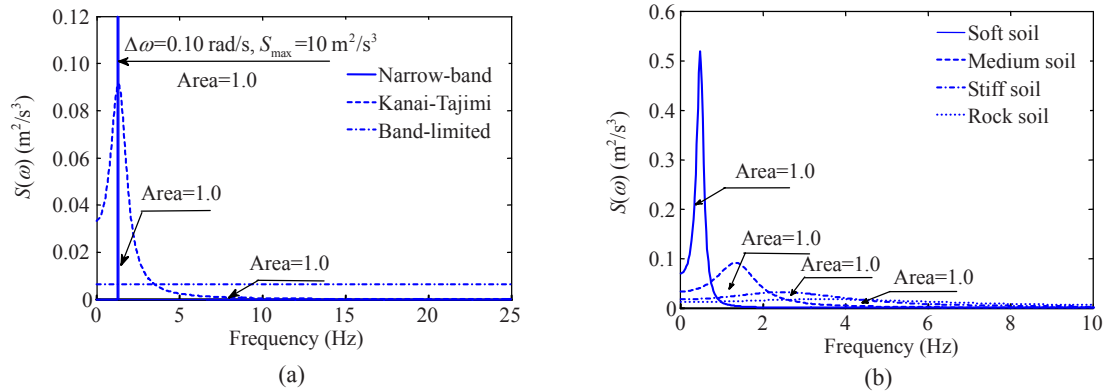 0.12
0.10
0.08
0.06
0.04
0.02
0
S(ω) (m²/s³)
Δω=0.10 rad/s, Smax=10 m²/s³
Area=1.0
Narrow-band
Kanai-Tajimi
Band-limited
Area=1.0
Area=1.0
0 5 10 15 20 25
Frequency (Hz)
(a)
0.6
0.5
0.4
0.3
0.2
0.1
0
S(ω) (m²/s³)
Soft soil
Medium soil
Stiff soil
Rock soil
Area=1.0
Area=1.0
Area=1.0
Area=1.0
0 2 4 6 8 10
Frequency (Hz)
(b)